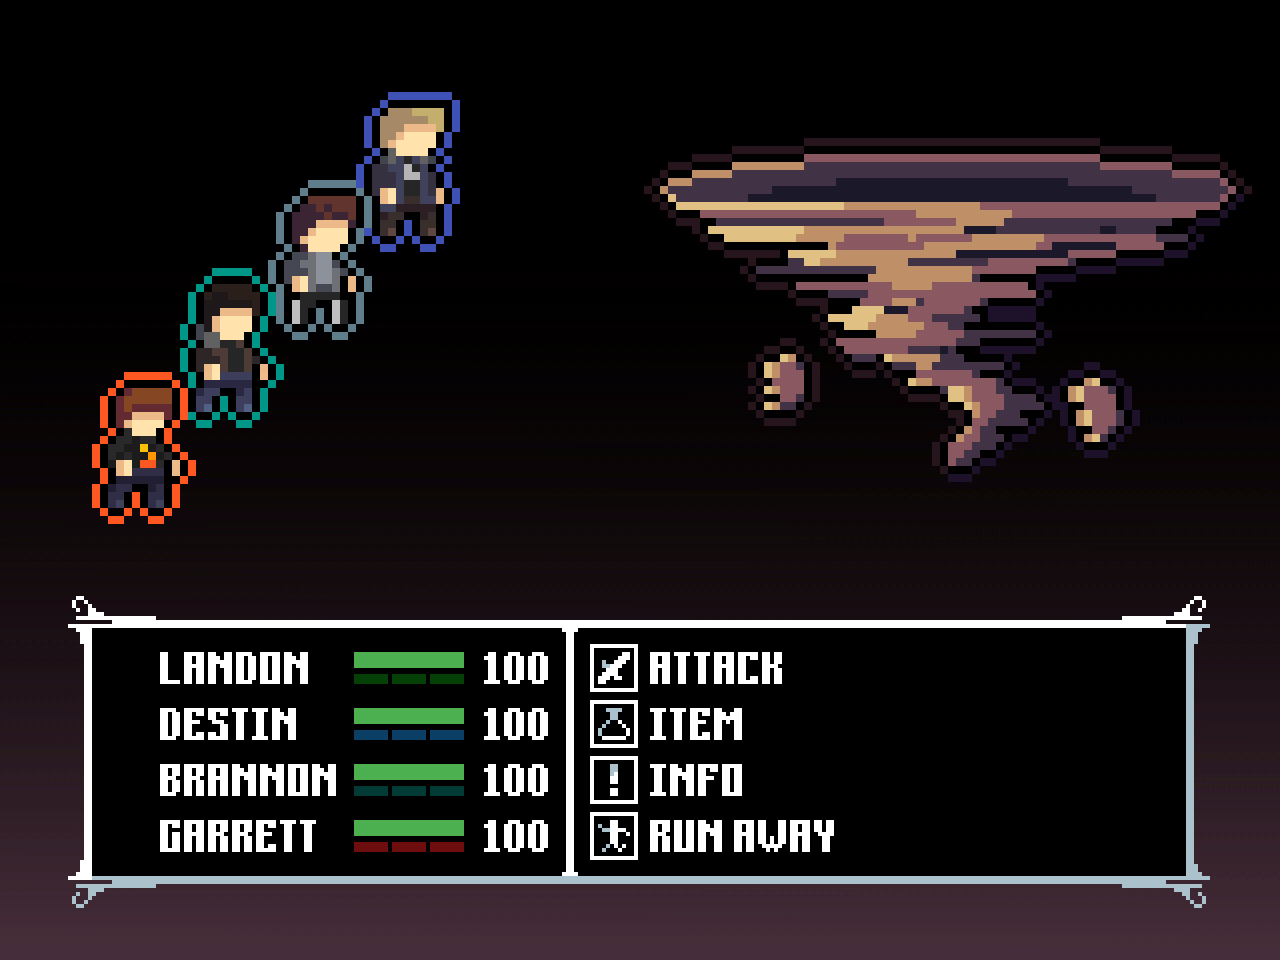 LANDON 100
DESTIN 100
BRANNON 100
GARRETT 100
ATTACK
ITEM
! INFO
RUN AWAY